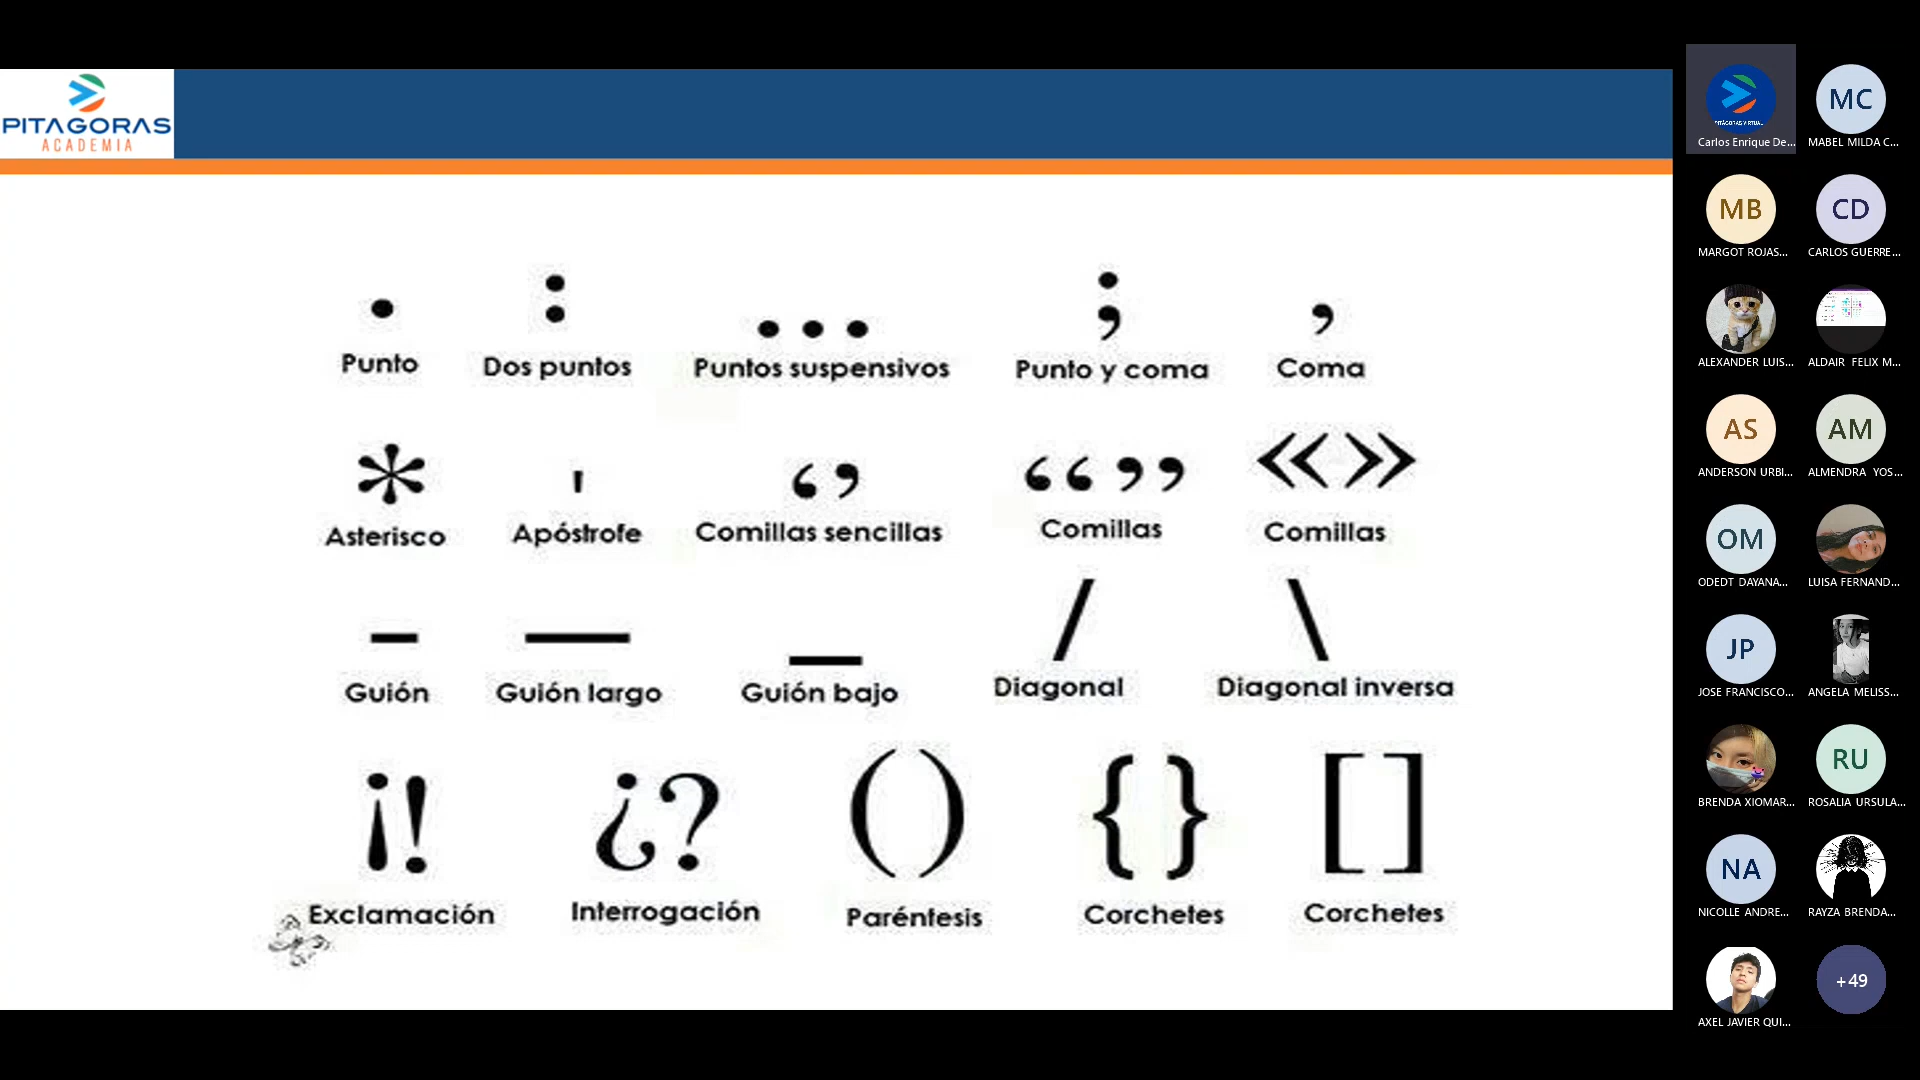 PITAGORAS
ACADEMIA
. : ... ; ,
Punto Dos puntos Puntos suspensivos Punto y coma Coma
* ' ‘’ “” «»
Asterisco Apóstrofe Comillas sencillas Comillas Comillas
- — _ / \
Guión Guión largo Guión bajo Diagonal Diagonal inversa
¡! ¿? () {} []
Exclamación Interrogación Paréntesis Corchetes Corchetes
PITÁGORAS VIRTUAL
Carlos Enrique De...
MC
MABEL MILDA C...
MB
MARGOT ROJAS...
CD
CARLOS GUERRE...
ALEXANDER LUIS...
ALDAIR FELIX M...
AS
ANDERSON URBI...
AM
ALMENDRA YOS...
OM
ODEDT DAYANA...
LUISA FERNAND...
JP
JOSE FRANCISCO...
ANGELA MELISS...
BRENDA XIOMAR...
RU
ROSALIA URSULA...
NA
NICOLLE ANDRE...
RAYZA BRENDA...
AXEL JAVIER QUI...
+49